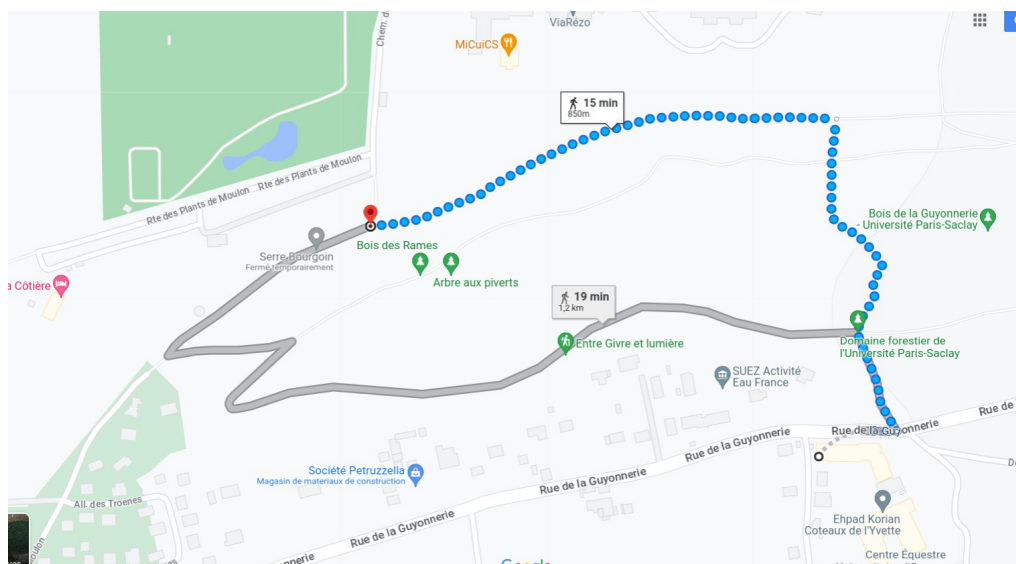 ViaRézo
MiCuiCS
Chem. d
15 min
850m
Rte des Plants de Moulon
Rte des Plants de Moulon
Bois de la Guyonnerie
- Université Paris-Saclay
Serre Bourgoin
Fermé temporairement
Bois des Rames
Arbre aux piverts
a Côtière
19 min
1,2 km
Entre Givre et lumière
Domaine forestier de
l'Université Paris-Saclay
SUEZ Activité
Eau France
Rue de
Rue de la Guyonnerie
Rue de la Guyonnerie
Société Petruzzella
Magasin de materiaux de construction
Rue de la Guyonnerie
All. des Troenes
Rue de la Guyonnerie
Ehpad Korian
Coteaux de l'Yvette
Centre Équestre
Google